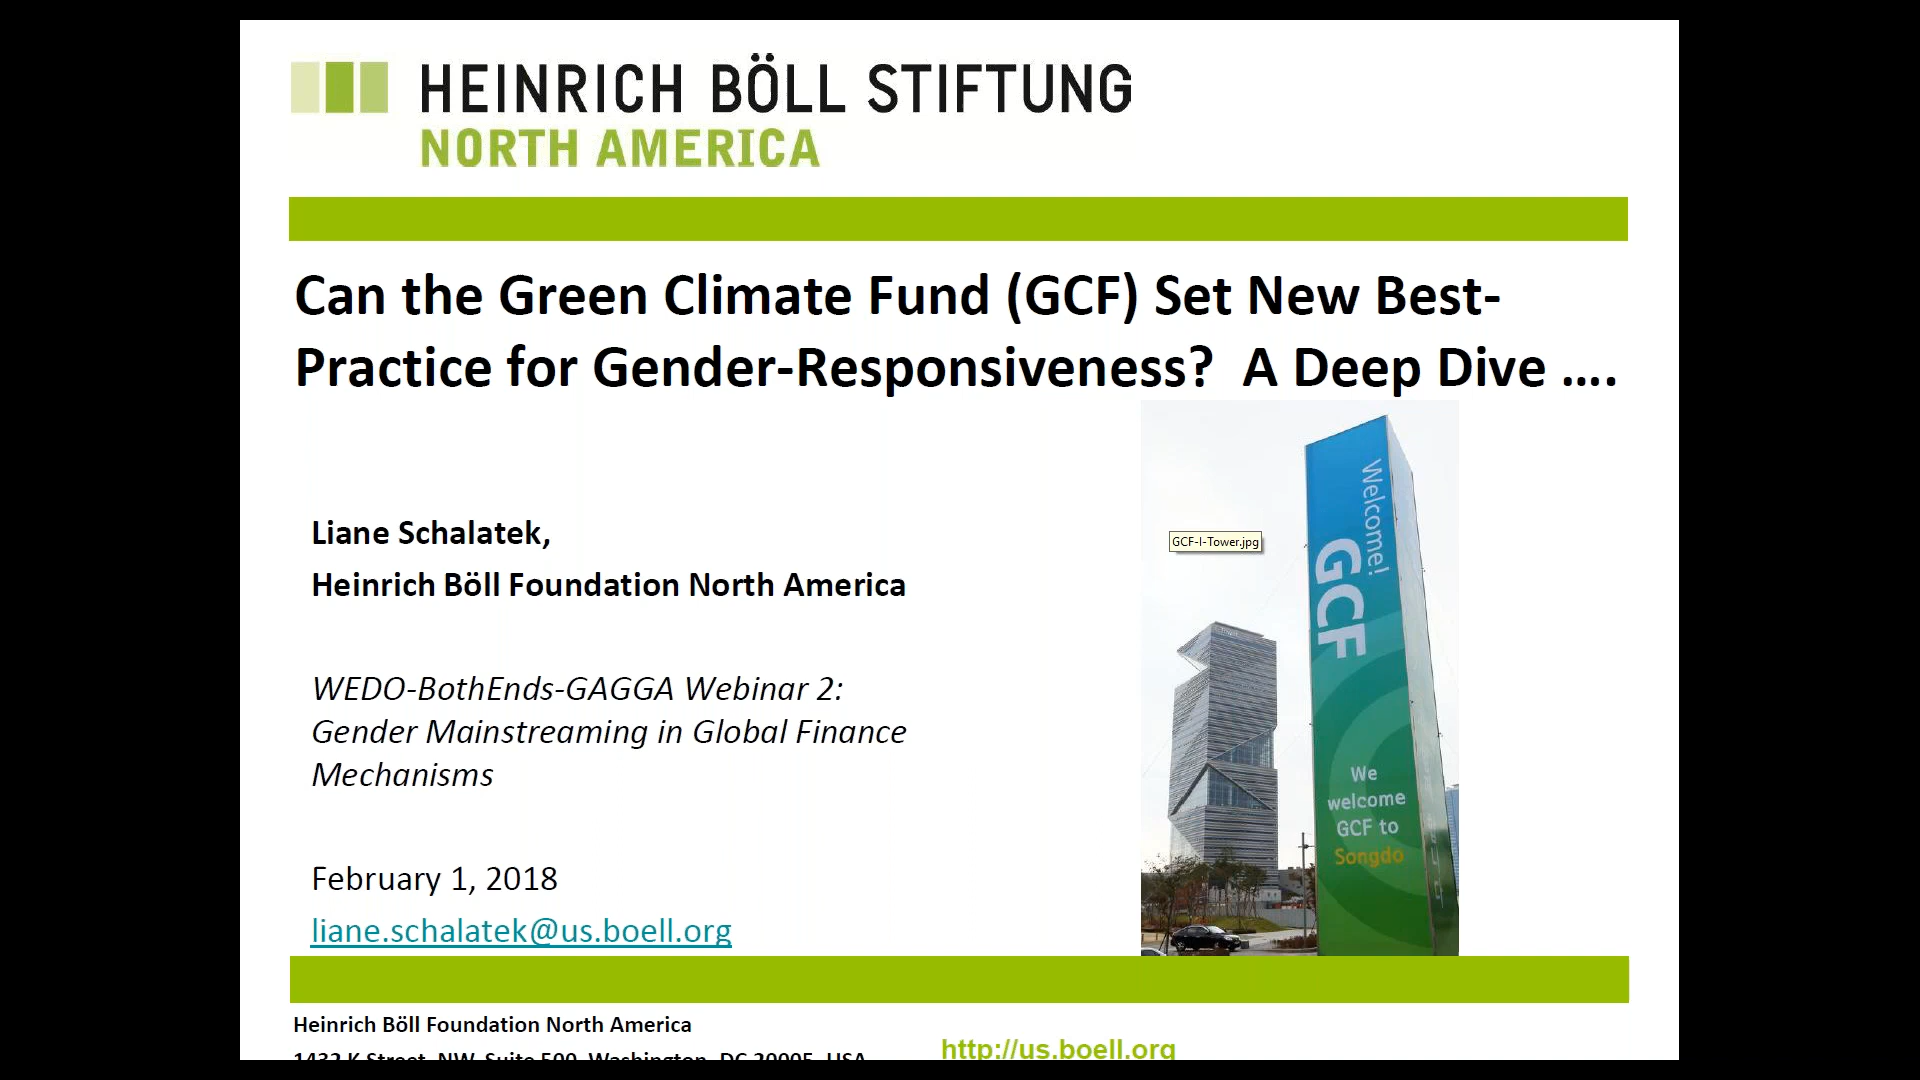 HEINRICH BÖLL STIFTUNG
NORTH AMERICA
Can the Green Climate Fund (GCF) Set New Best-
Practice for Gender-Responsiveness?  A Deep Dive ....
Liane Schalatek,
Heinrich Böll Foundation North America
WEDO-BothEnds-GAGGA Webinar 2:
Gender Mainstreaming in Global Finance
Mechanisms
February 1, 2018
liane.schalatek@us.boell.org
GCF-I-Tower.jpg
Welcome!
GCF
We
welcome
GCF to
Songdo
Heinrich Böll Foundation North America
1432 K Street, NW, Suite 500, Washington, DC 20005, USA
http://us.boell.org